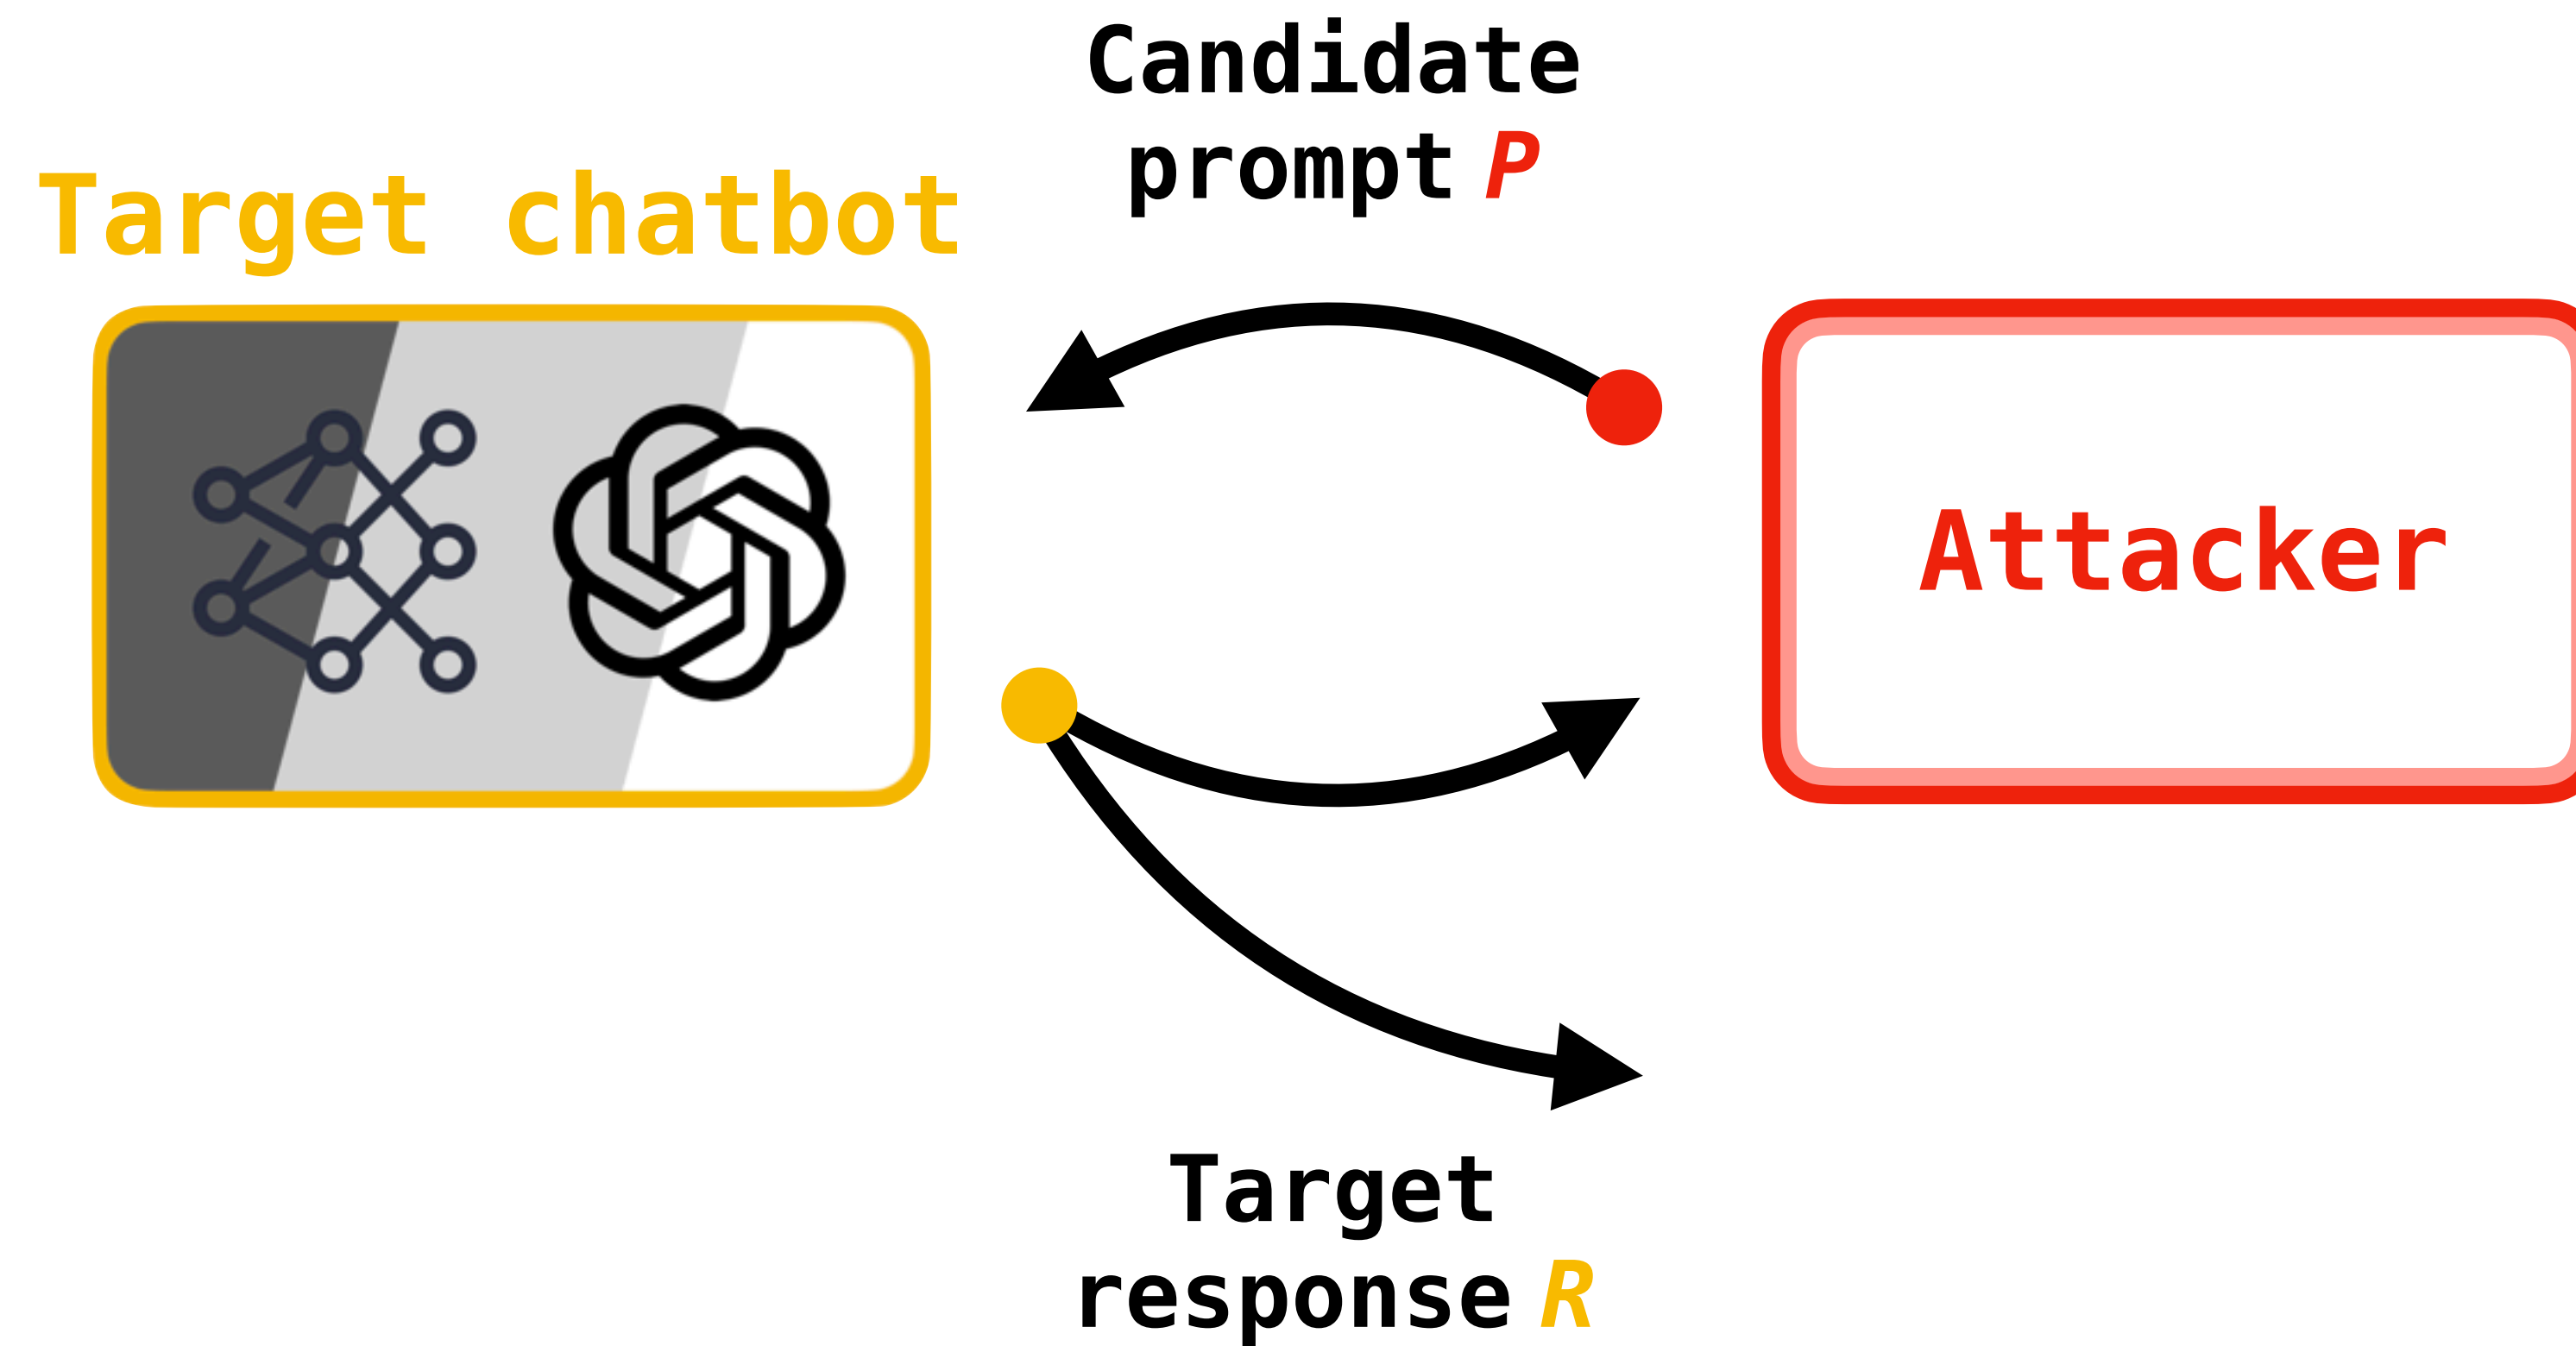 Candidate
prompt P
Target chatbot
Attacker
Target
response R